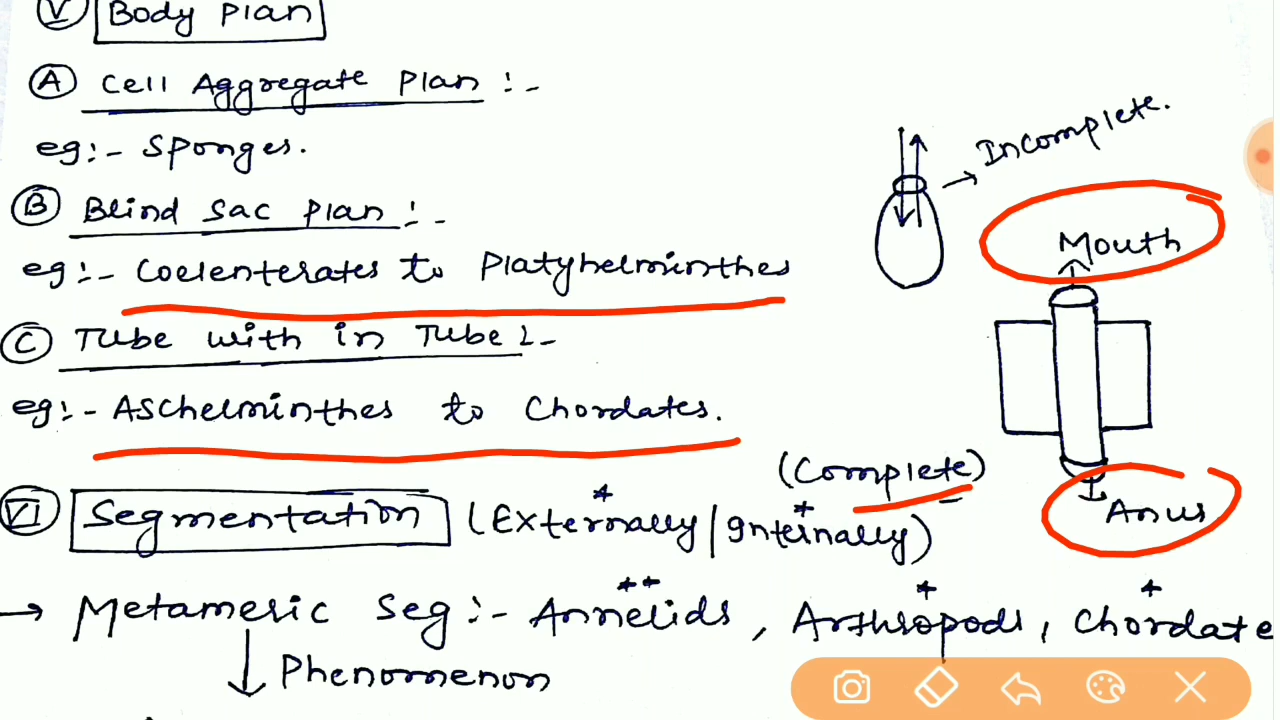 (V) Body Plan
(A) Cell Aggregate Plan :-
eg:- Sponges.
(B) Blind Sac plan :-
eg:- Coelenterates to Platyhelminthes
(C) Tube with in Tube :-
eg:- Aschelminthes to Chordates.
Incomplete.
Mouth
Anus
(Complete)
(VI) Segmentation (Externally/Internally)
→ Metameric Seg :- Annelids, Arthropods, Chordate
Phenomenon